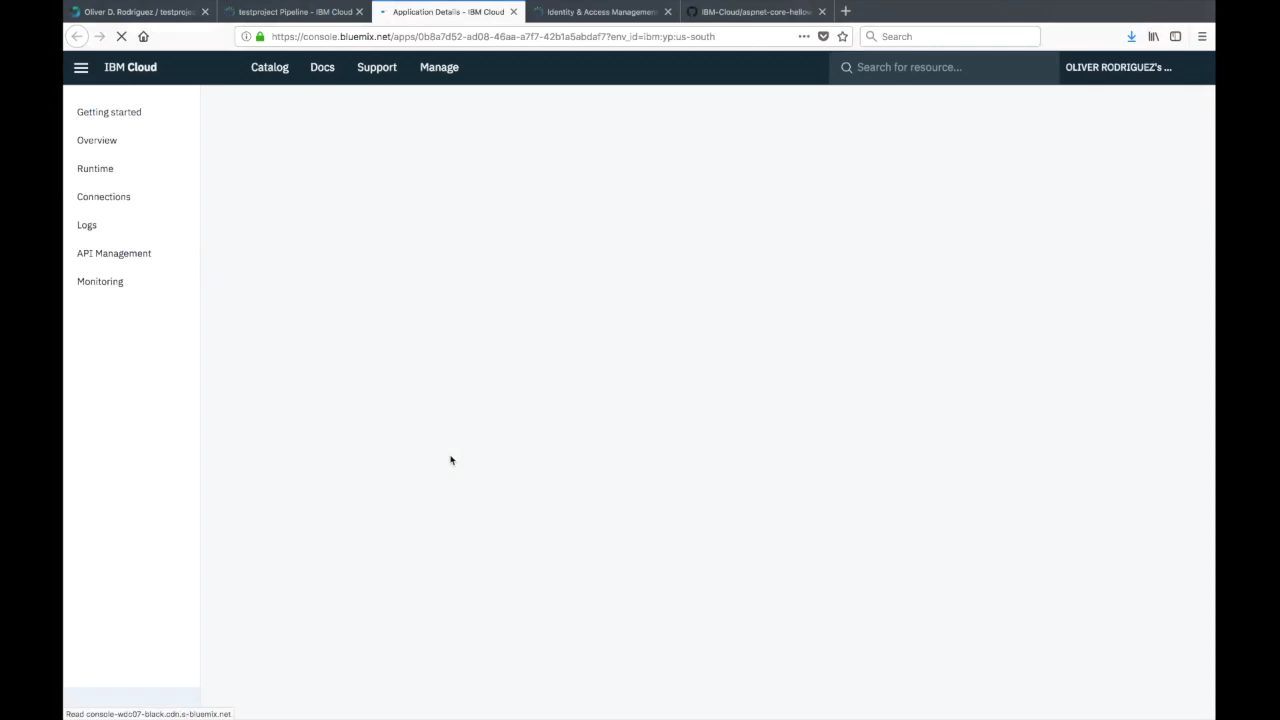 Oliver D. Rodriguez / testprojec
testproject Pipeline - IBM Cloud
Application Details - IBM Cloud
Identity & Access Management
IBM-Cloud/aspnet-core-hellow
https://console.bluemix.net/apps/0b8a7d52-ad08-46aa-a7f7-42b1a5abdaf7?env_id=ibm:yp:us-south
Search
IBM Cloud
Catalog
Docs
Support
Manage
Search for resource...
OLIVER RODRIGUEZ's ...
Getting started
Overview
Runtime
Connections
Logs
API Management
Monitoring
Read console-wdc07-black.cdn.s-bluemix.net